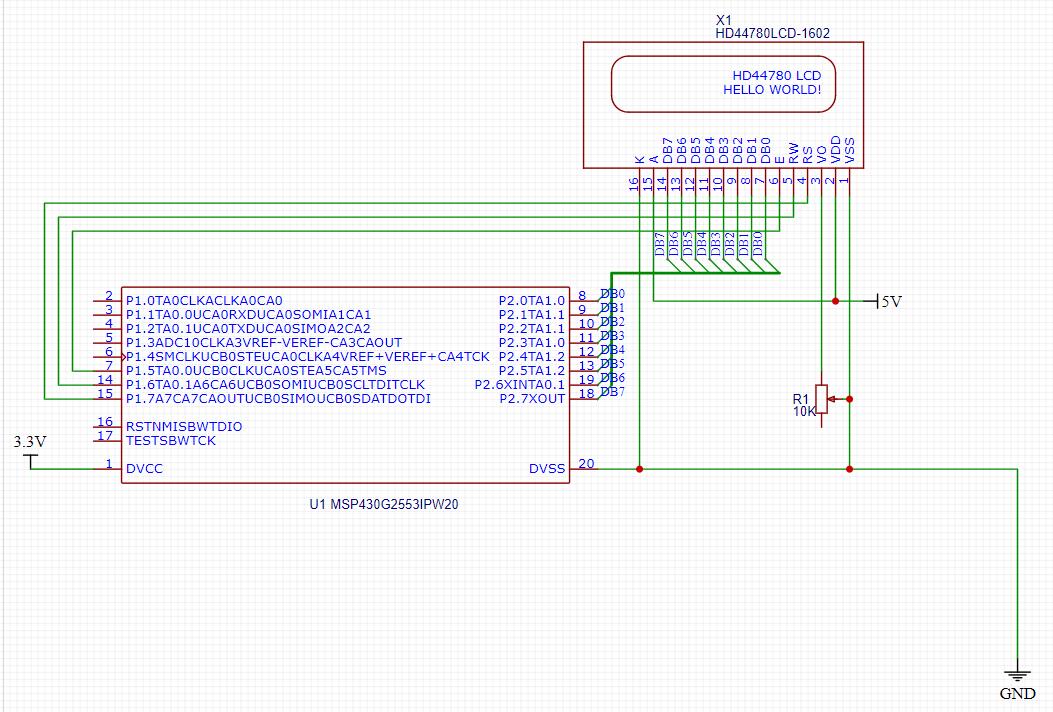 X1
HD44780LCD-1602
HD44780 LCD
HELLO WORLD!
K A DB7 DB6 DB5 DB4 DB3 DB2 DB1 DB0 E RW RS VO VDD VSS
16 15 14 13 12 11 10 9 8 7 6 5 4 3 2 1
DB7 DB6 DB5 DB4 DB3 DB2 DB1 DB0
2 P1.0TA0CLKACLKA0CA0 P2.0TA1.0 8 DB0
5V
3 P1.1TA0.0UCA0RXDUCA0SOMIA1CA1 P2.1TA1.1 9 DB1
4 P1.2TA0.1UCA0TXDUCA0SIMOA2CA2 P2.2TA1.1 10 DB2
5 P1.3ADC10CLKA3VREF-VEREF-CA3CAOUT P2.3TA1.0 11 DB3
6 P1.4SMCLKUCB0STEUCA0CLKA4VREF+VEREF+CA4TCK P2.4TA1.2 12 DB4
7 P1.5TA0.0UCB0CLKUCA0STEA5CA5TMS P2.5TA1.2 13 DB5
14 P1.6TA0.1A6CA6UCB0SOMIUCB0SCLTDITCLK P2.6XINTA0.1 19 DB6
15 P1.7A7CA7CAOUTUCB0SIMOUCB0SDATDOTDI P2.7XOUT 18 DB7
R1
10K
16 RSTNMISBWTDIO
17 TESTSBWTCK
3.3V
1 DVCC DVSS 20
U1 MSP430G2553IPW20
GND